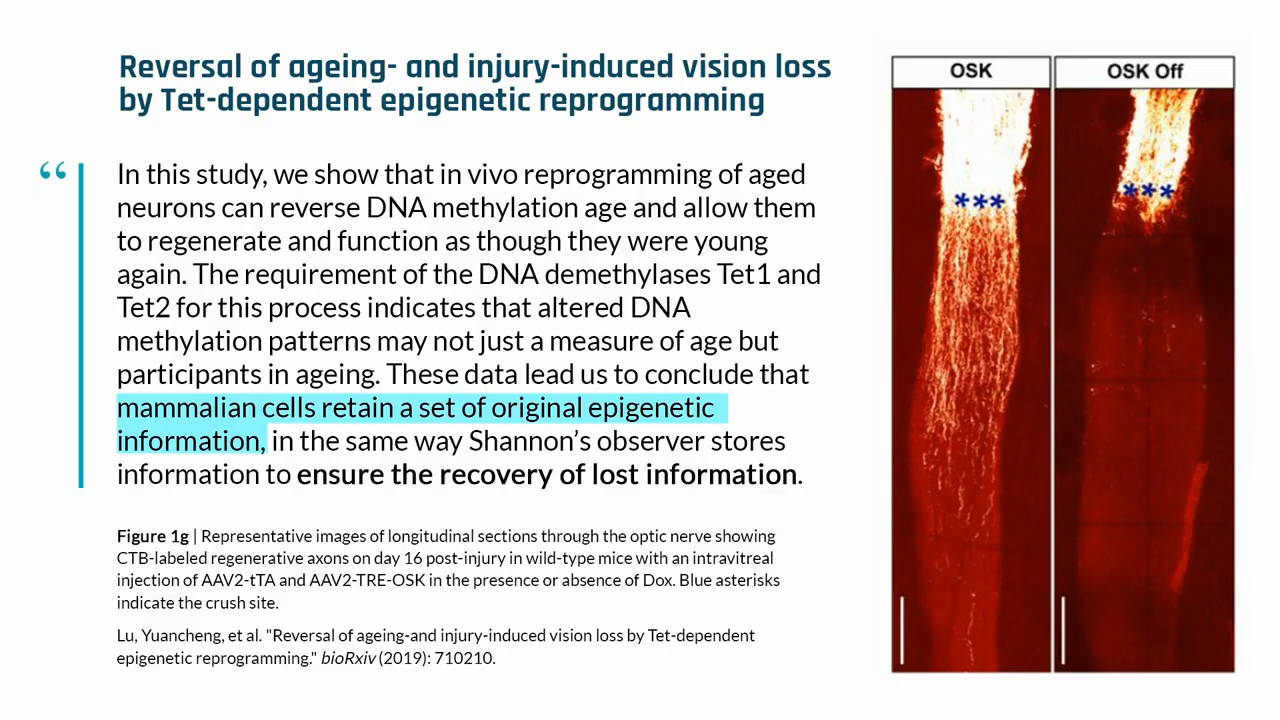 Reversal of ageing- and injury-induced vision loss
by Tet-dependent epigenetic reprogramming
“
In this study, we show that in vivo reprogramming of aged
neurons can reverse DNA methylation age and allow them
to regenerate and function as though they were young
again. The requirement of the DNA demethylases Tet1 and
Tet2 for this process indicates that altered DNA
methylation patterns may not just a measure of age but
participants in ageing. These data lead us to conclude that
mammalian cells retain a set of original epigenetic
information, in the same way Shannon’s observer stores
information to ensure the recovery of lost information.
Figure 1g | Representative images of longitudinal sections through the optic nerve showing
CTB-labeled regenerative axons on day 16 post-injury in wild-type mice with an intravitreal
injection of AAV2-tTA and AAV2-TRE-OSK in the presence or absence of Dox. Blue asterisks
indicate the crush site.
Lu, Yuancheng, et al. "Reversal of ageing-and injury-induced vision loss by Tet-dependent
epigenetic reprogramming." bioRxiv (2019): 710210.
OSK
***
OSK Off
***